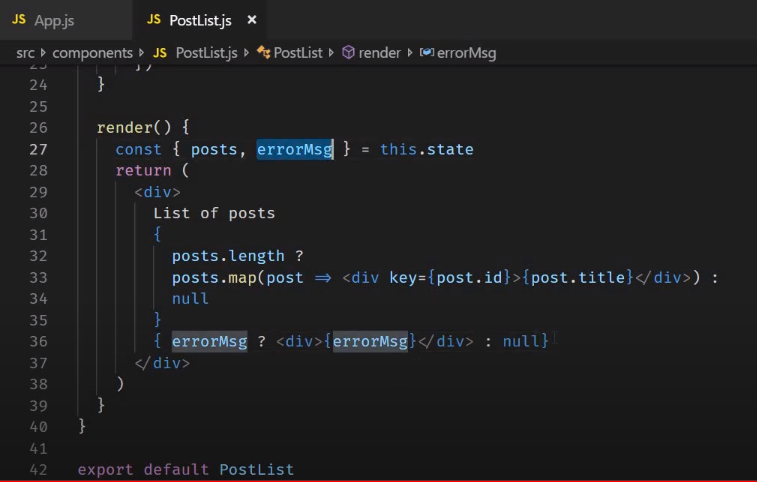 JS App.js JS PostList.js ×
src › components › JS PostList.js › PostList › render › errorMsg
23 })
24 }
25
26 render() {
27 const { posts, errorMsg } = this.state
28 return (
29 <div>
30 List of posts
31 {
32 posts.length ?
33 posts.map(post => <div key={post.id}>{post.title}</div>) :
34 null
35 }
36 { errorMsg ? <div>{errorMsg}</div> : null}
37 </div>
38 )
39 }
40 }
41
42 export default PostList